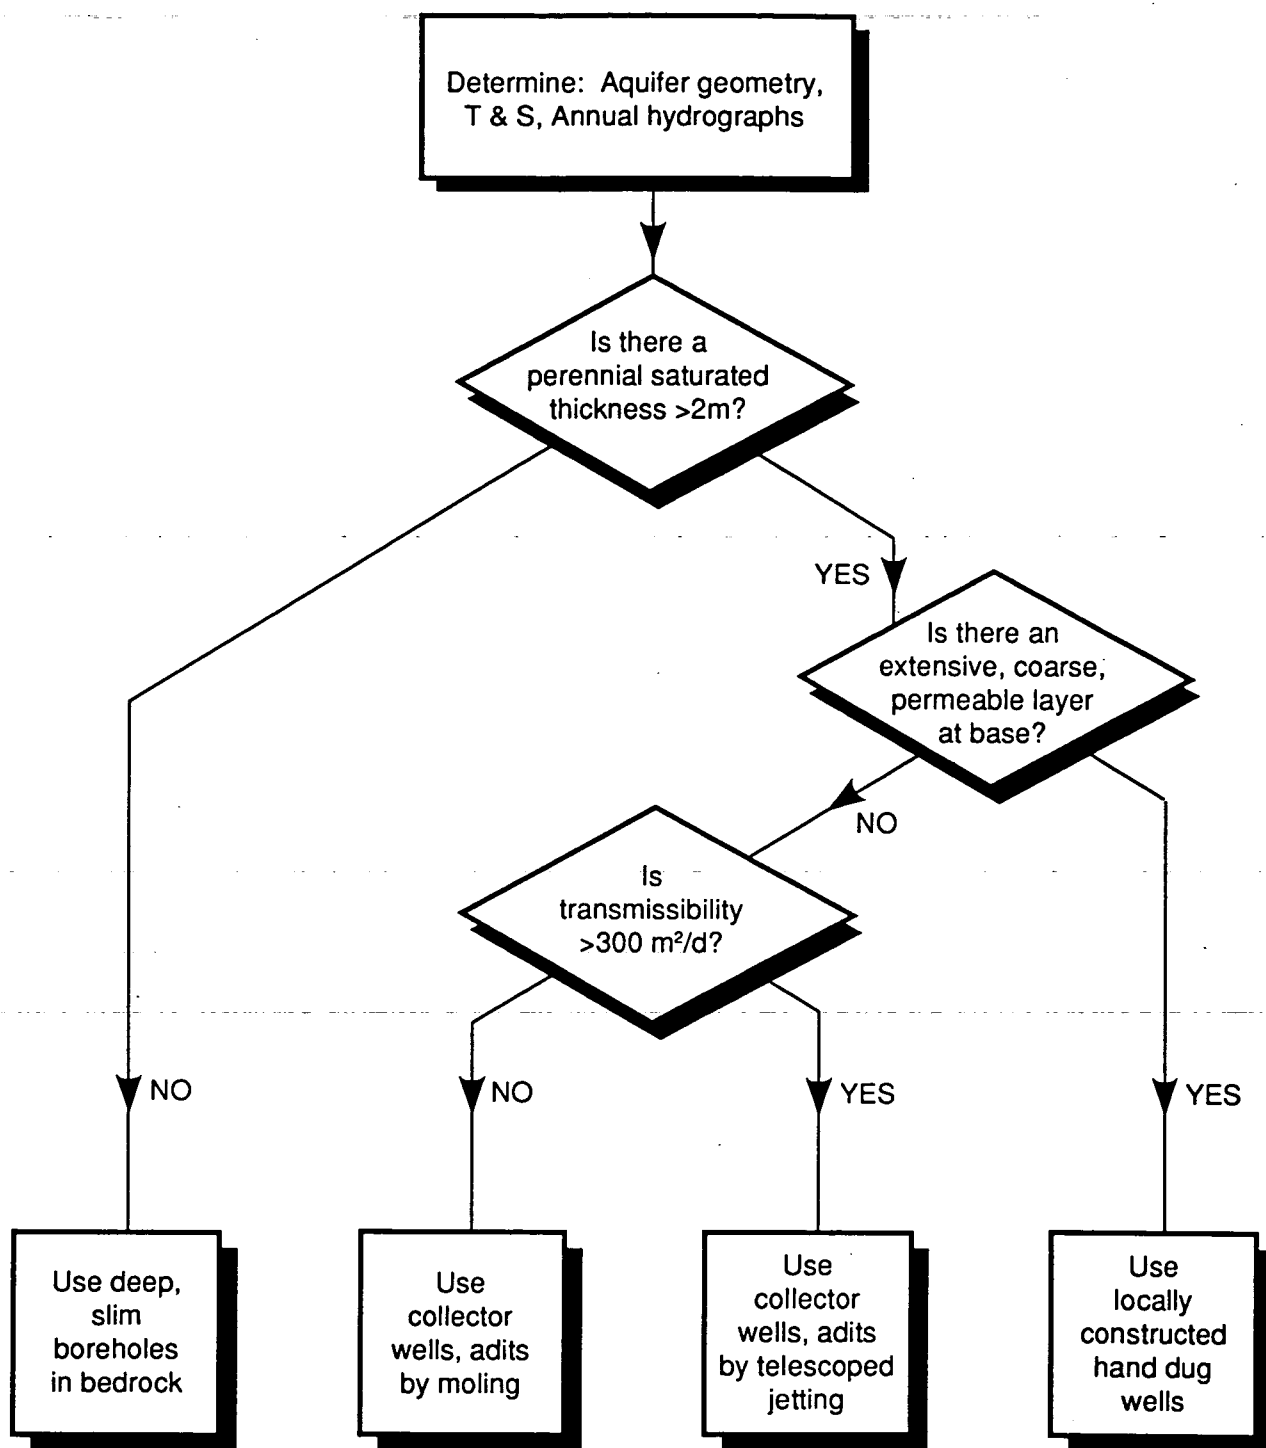 Determine: Aquifer geometry,
T & S, Annual hydrographs
Is there a
perennial saturated
thickness >2m?
YES
Is there an
extensive, coarse,
permeable layer
at base?
NO
Is
transmissibility
>300 m²/d?
NO
NO
YES
YES
Use deep,
slim
boreholes
in bedrock
Use
collector
wells, adits
by moling
Use
collector
wells, adits
by telescoped
jetting
Use
locally
constructed
hand dug
wells